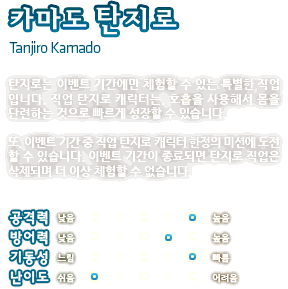 카마도 탄지로
Tanjiro Kamado
탄지로는 이벤트 기간에만 체험할 수 있는 특별한 직업
입니다. 직업 탄지로 캐릭터는, 호흡을 사용해서 몸을
단련하는 것으로 빠르게 성장할 수 있습니다.
또, 이벤트 기간 중 직업 탄지로 캐릭터 한정의 미션에 도전
할 수 있습니다. 이벤트 기간이 종료되면 탄지로 직업은
삭제되며 더 이상 체험할 수 없습니다.
공격력 낮음 높음
방어력 낮음 높음
기동성 느림 빠름
난이도 쉬움 어려움